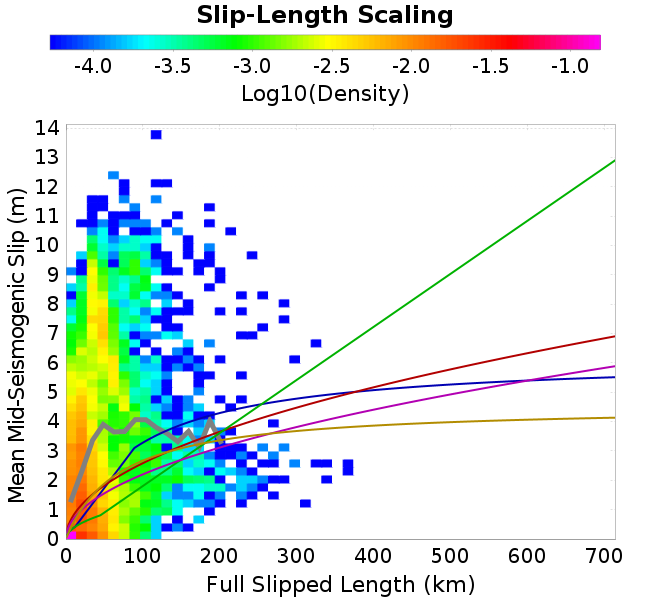 Slip-Length Scaling
-4.0 -3.5 -3.0 -2.5 -2.0 -1.5 -1.0
Log10(Density)
Mean Mid-Seismogenic Slip (m)
14
13
12
11
10
9
8
7
6
5
4
3
2
1
0
0 100 200 300 400 500 600 700
Full Slipped Length (km)